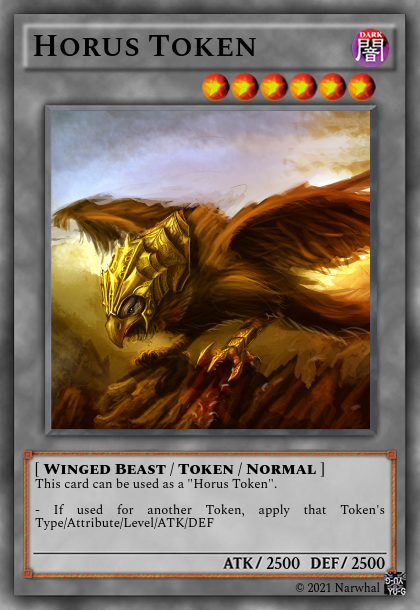 Horus Token
DARK
闇
[ Winged Beast / Token / Normal ]
This card can be used as a "Horus Token".
- If used for another Token, apply that Token's
Type/Attribute/Level/ATK/DEF
ATK/ 2500 DEF/ 2500
© 2021 Narwhal